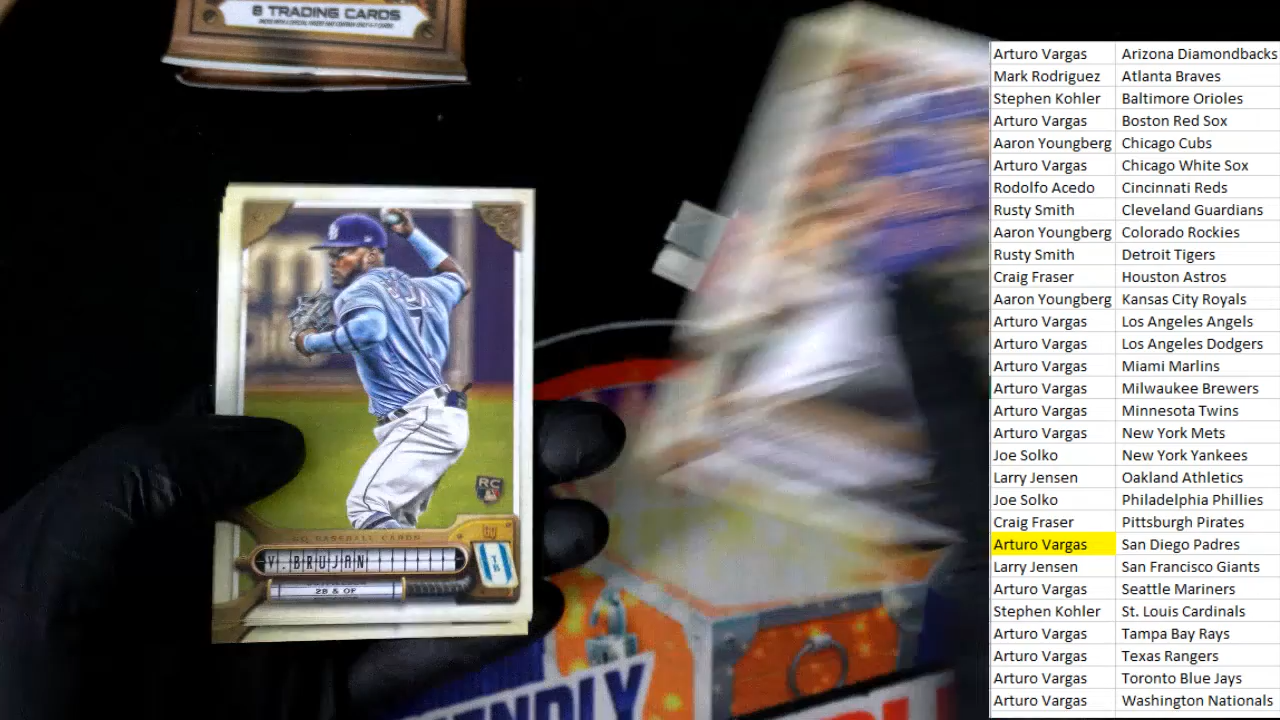 8 TRADING CARDS
RC
GQ BASEBALL CARDS
V. BRUJAN
TB
2B & OF
ENDLY
Arturo Vargas Arizona Diamondbacks
Mark Rodriguez Atlanta Braves
Stephen Kohler Baltimore Orioles
Arturo Vargas Boston Red Sox
Aaron Youngberg Chicago Cubs
Arturo Vargas Chicago White Sox
Rodolfo Acedo Cincinnati Reds
Rusty Smith Cleveland Guardians
Aaron Youngberg Colorado Rockies
Rusty Smith Detroit Tigers
Craig Fraser Houston Astros
Aaron Youngberg Kansas City Royals
Arturo Vargas Los Angeles Angels
Arturo Vargas Los Angeles Dodgers
Arturo Vargas Miami Marlins
Arturo Vargas Milwaukee Brewers
Arturo Vargas Minnesota Twins
Arturo Vargas New York Mets
Joe Solko New York Yankees
Larry Jensen Oakland Athletics
Joe Solko Philadelphia Phillies
Craig Fraser Pittsburgh Pirates
Arturo Vargas San Diego Padres
Larry Jensen San Francisco Giants
Arturo Vargas Seattle Mariners
Stephen Kohler St. Louis Cardinals
Arturo Vargas Tampa Bay Rays
Arturo Vargas Texas Rangers
Arturo Vargas Toronto Blue Jays
Arturo Vargas Washington Nationals